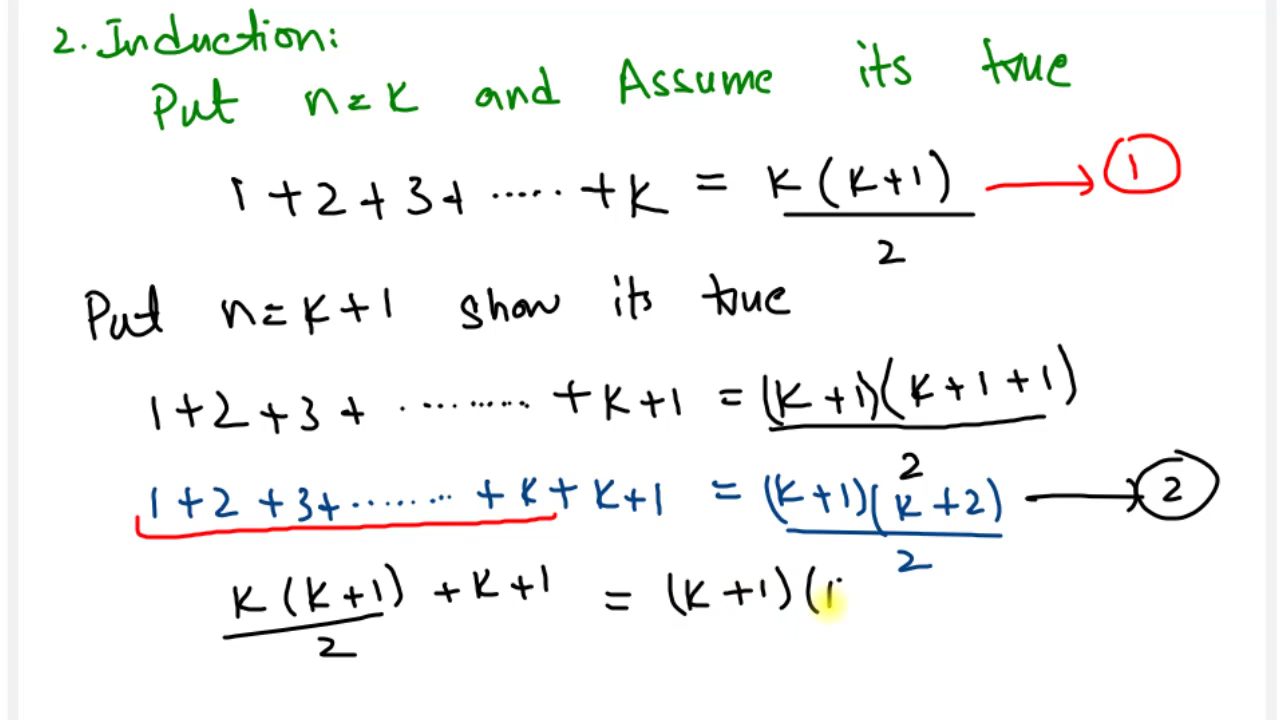 2. Induction:
Put n=k and Assume its true
1+2+3+.....+k = k(k+1)/2 → ①
Put n=k+1 show its true
1+2+3+.........+k+1 = (k+1)(k+1+1)/2
1+2+3+.......+k+k+1 = (k+1)(k+2)/2 → ②
k(k+1)/2 +k+1 = (k+1)(